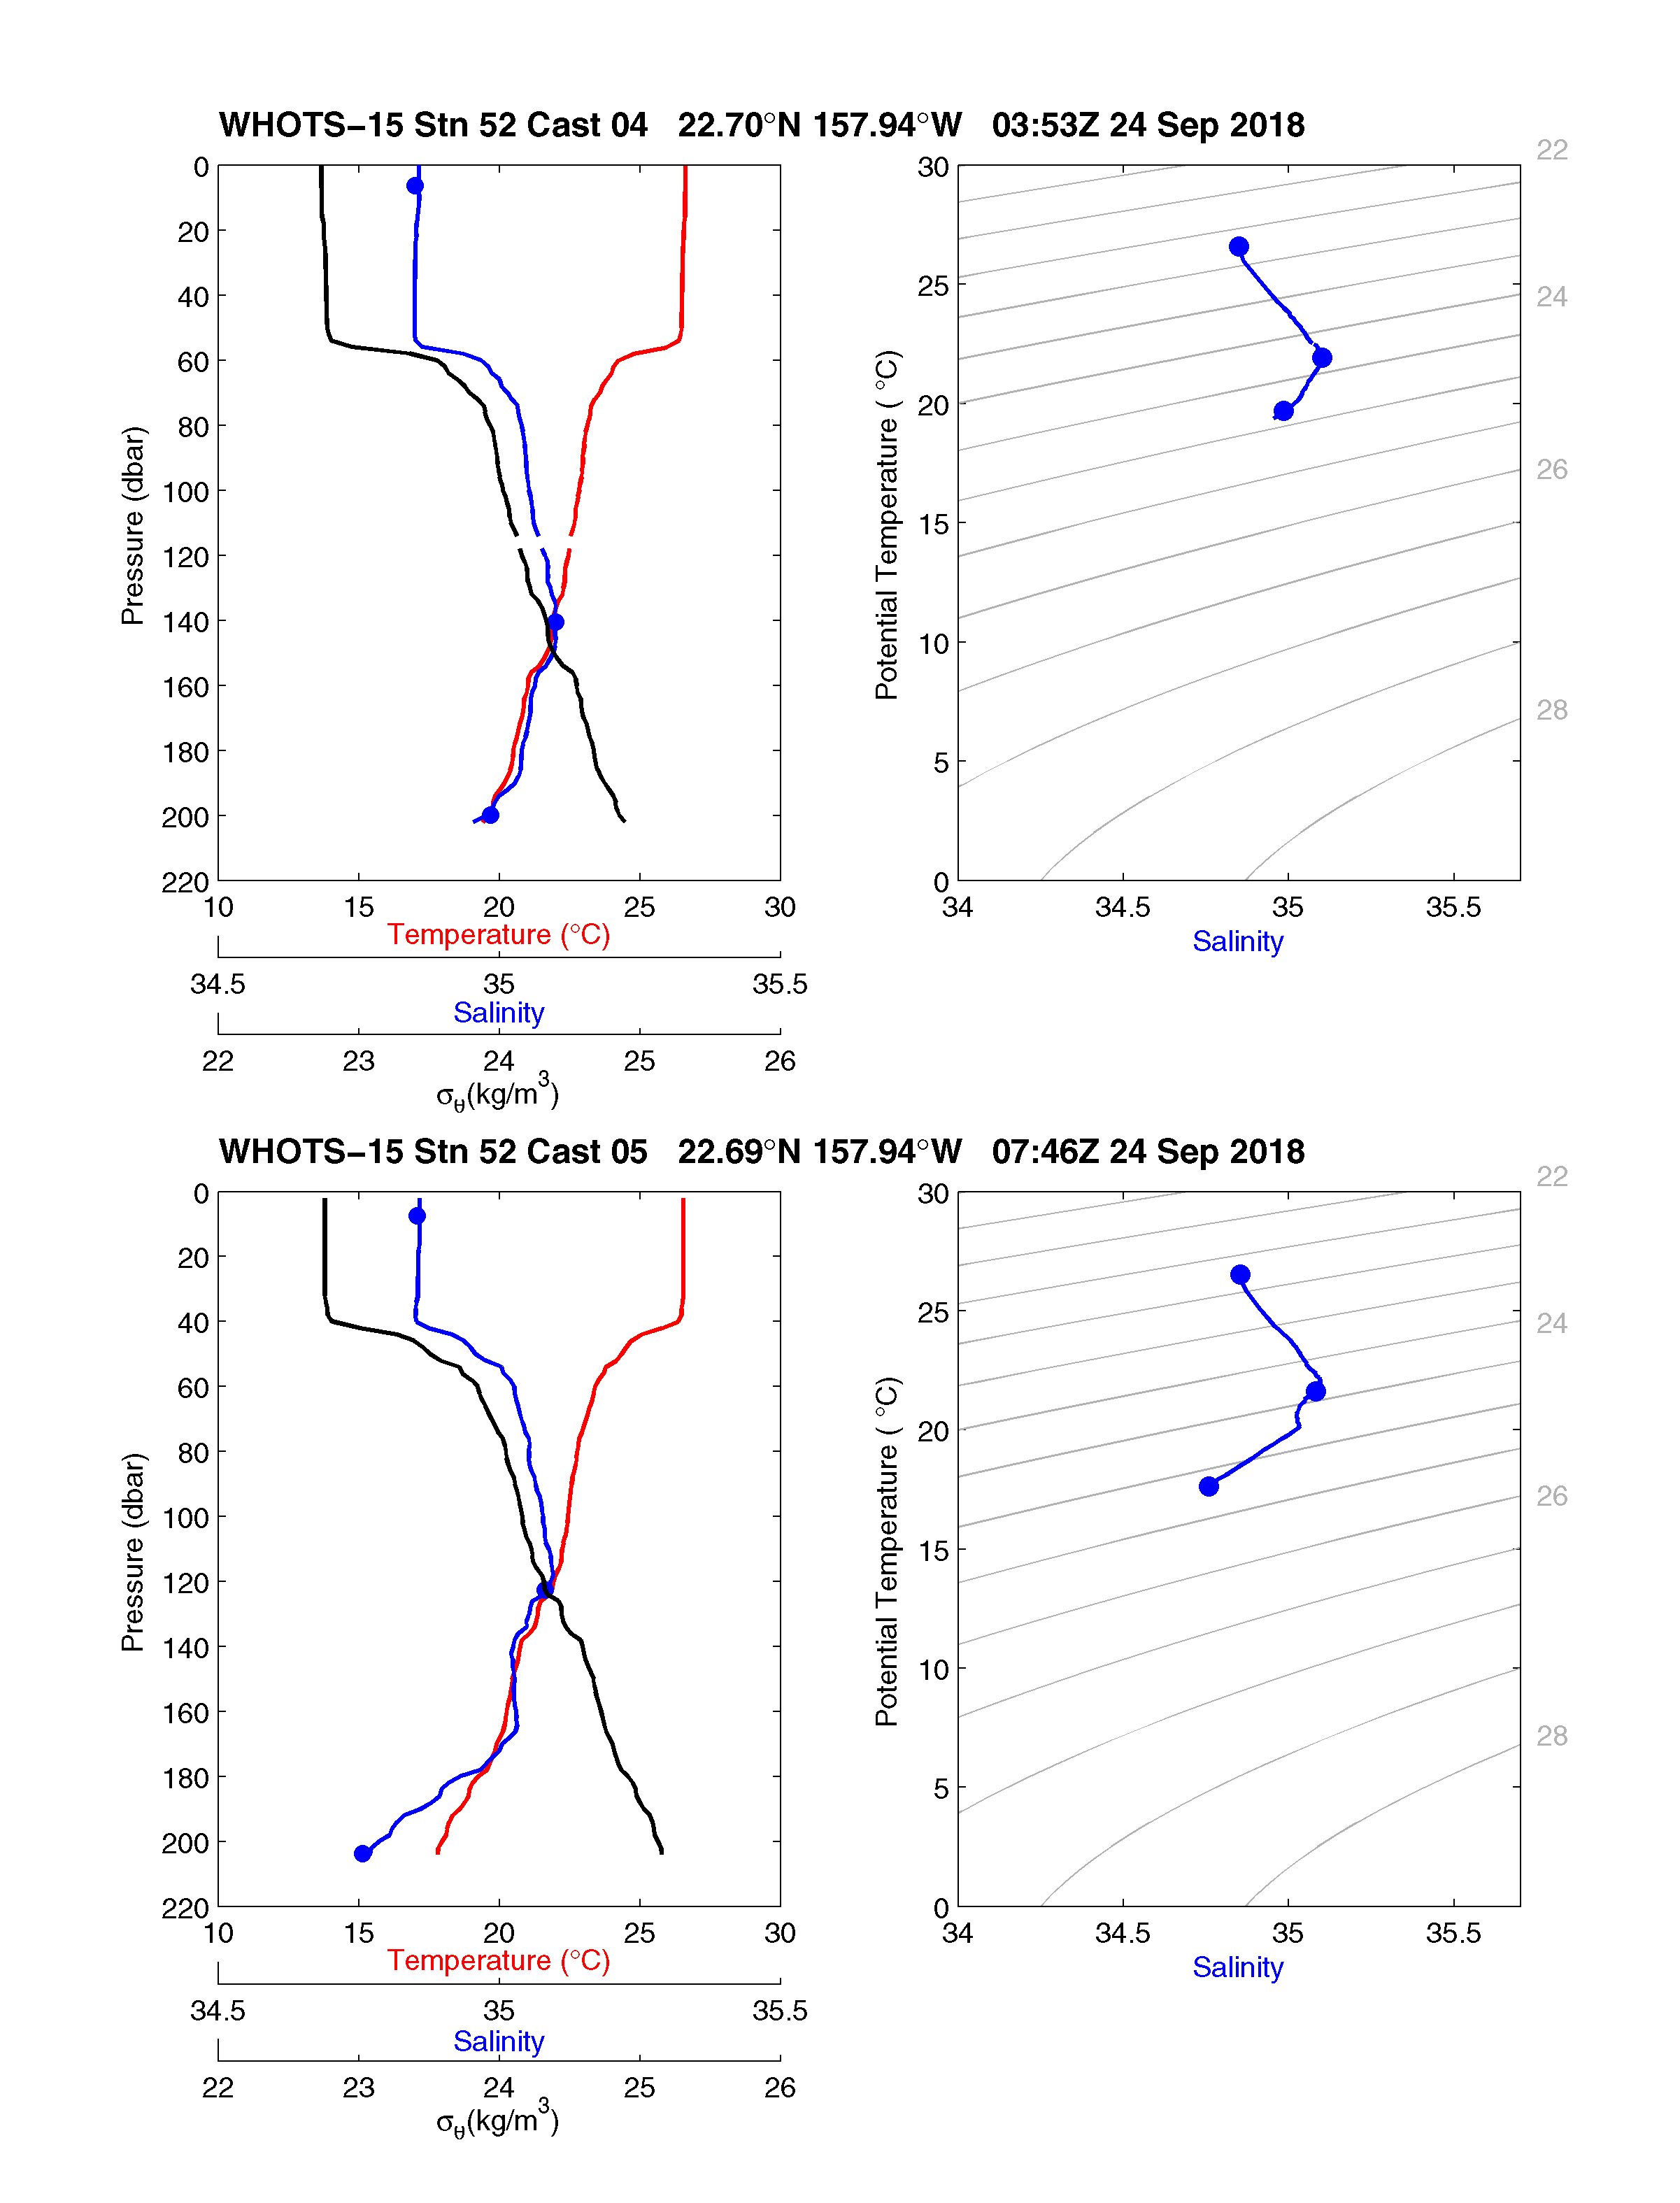 WHOTS−15 Stn 52 Cast 04   22.70°N 157.94°W   03:53Z 24 Sep 2018
0
20
40
60
80
100
120
140
160
180
200
220
Pressure (dbar)
10 15 20 25 30
Temperature (°C)
34.5 35 35.5
Salinity
22 23 24 25 26
σθ(kg/m3)
30
25
20
15
10
5
0
Potential Temperature ( °C)
34 34.5 35 35.5
Salinity
22
24
26
28
WHOTS−15 Stn 52 Cast 05   22.69°N 157.94°W   07:46Z 24 Sep 2018
0
20
40
60
80
100
120
140
160
180
200
220
Pressure (dbar)
10 15 20 25 30
Temperature (°C)
34.5 35 35.5
Salinity
22 23 24 25 26
σθ(kg/m3)
30
25
20
15
10
5
0
Potential Temperature ( °C)
34 34.5 35 35.5
Salinity
22
24
26
28